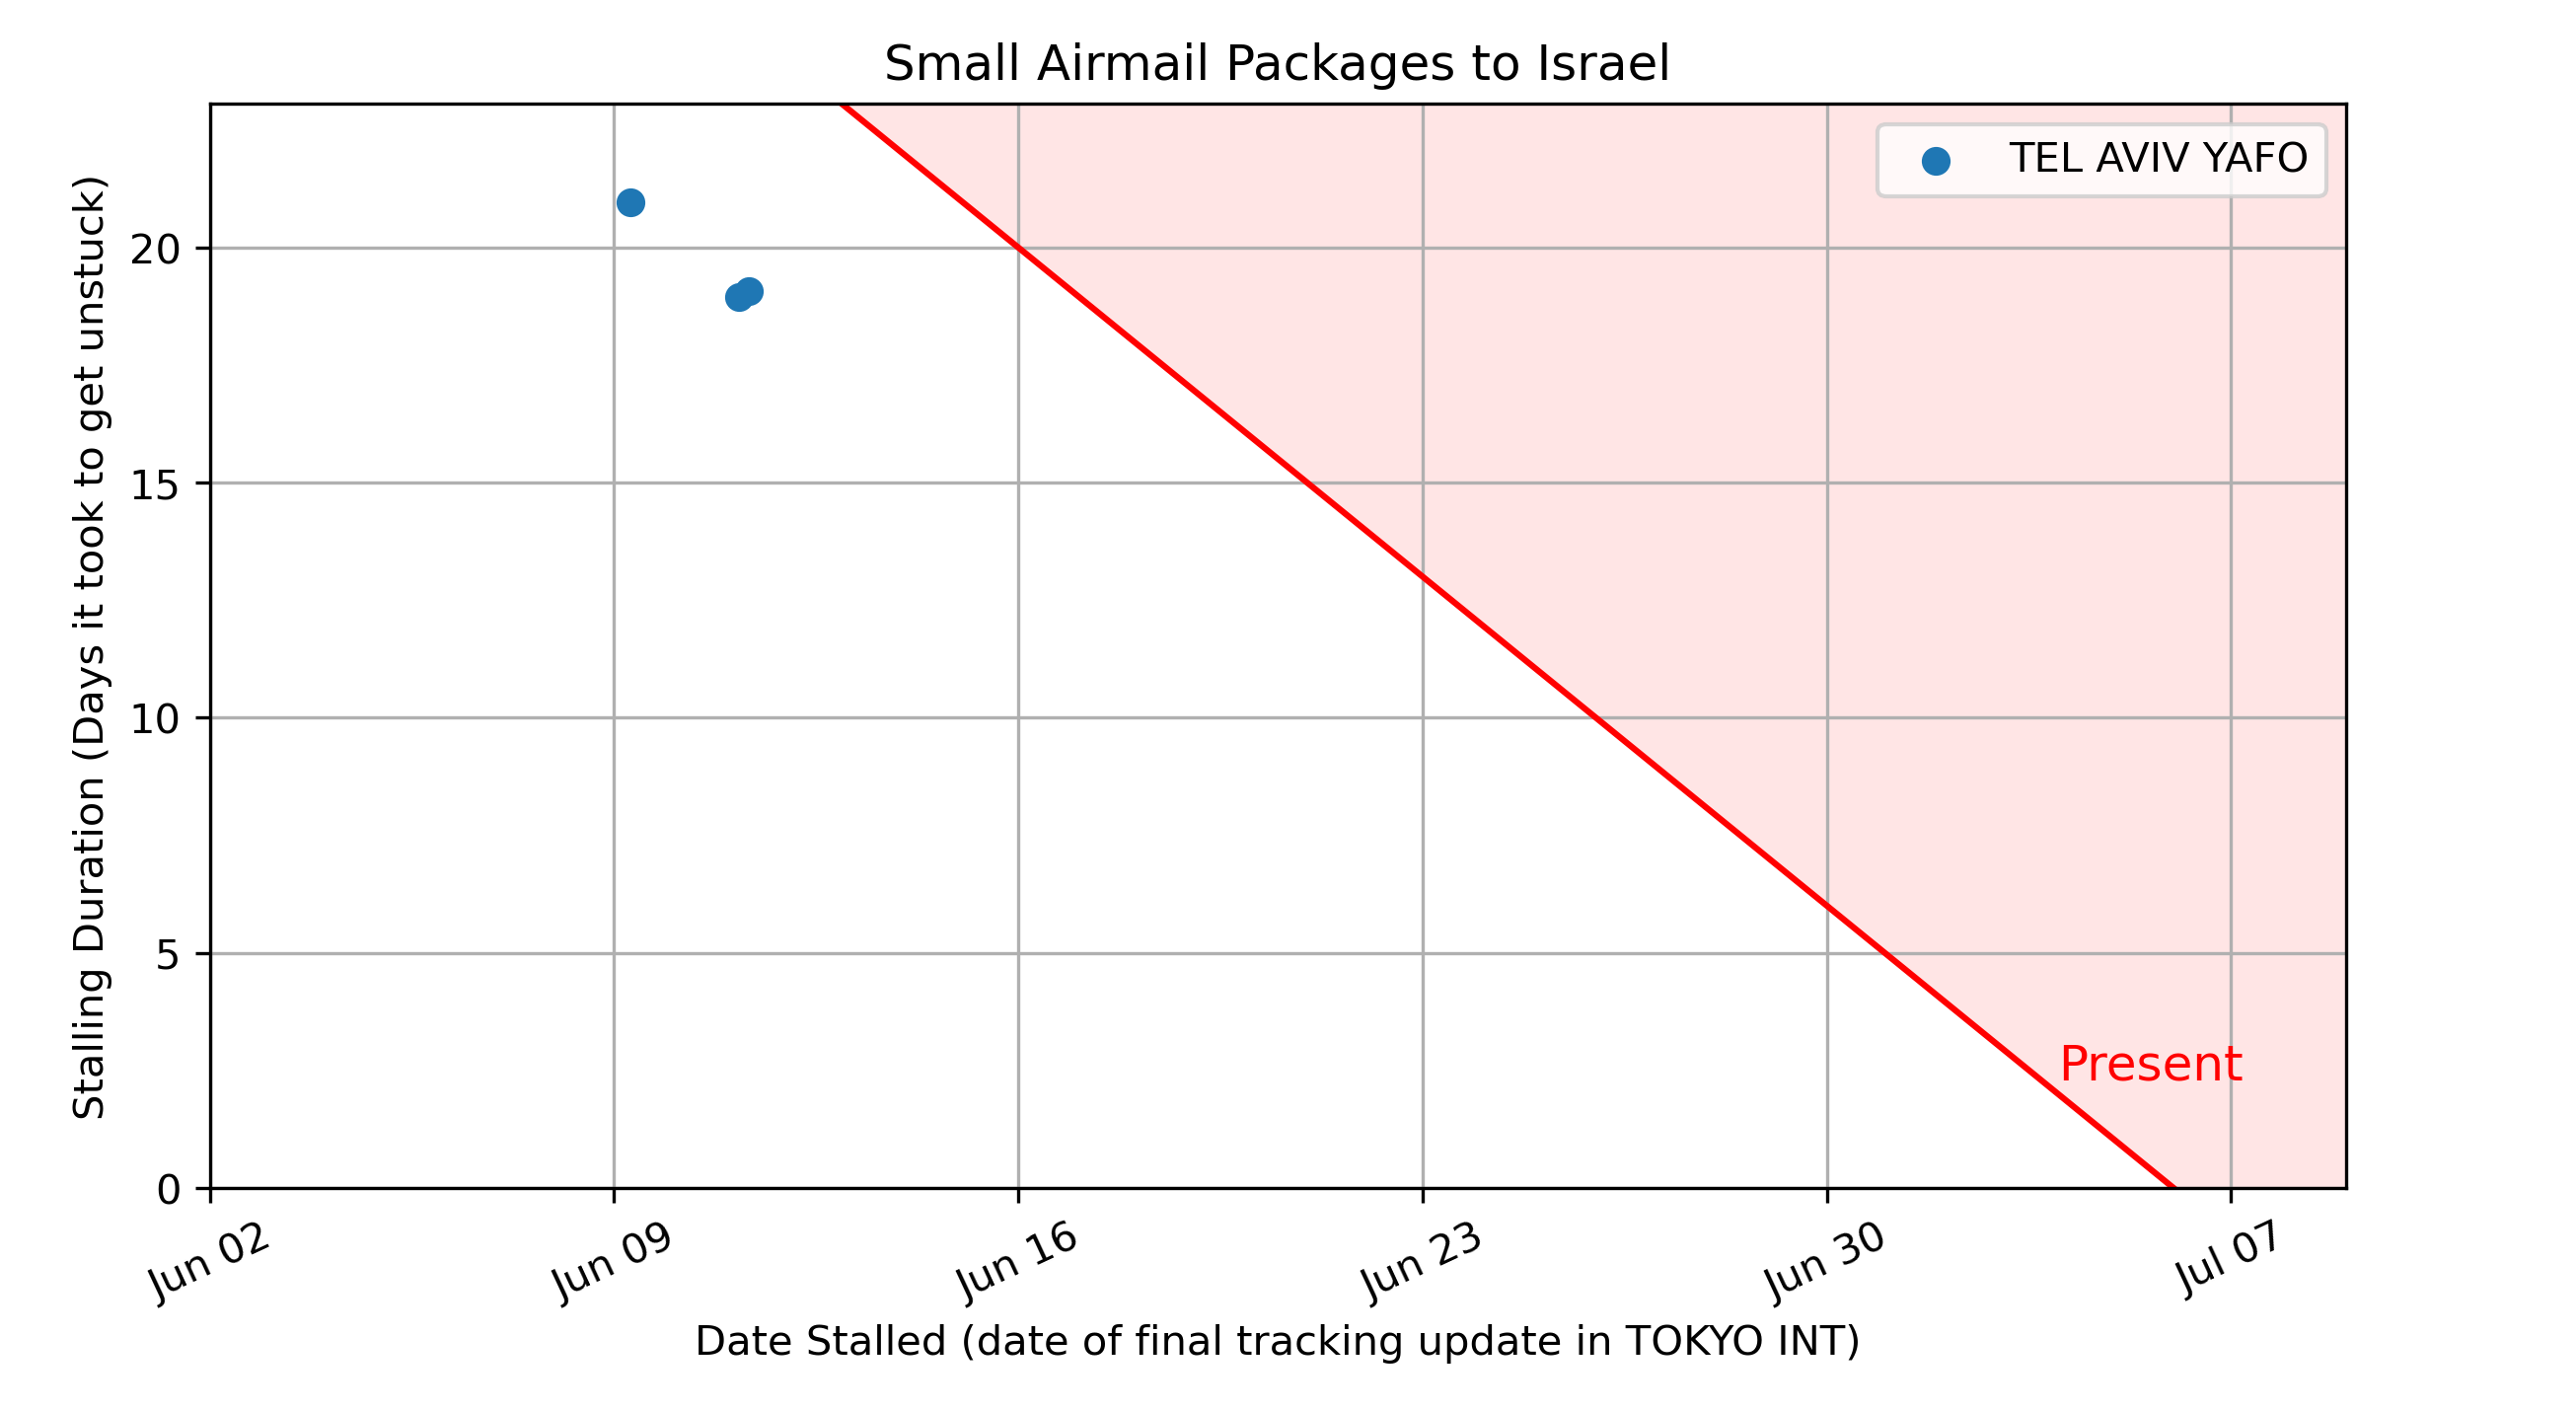 Small Airmail Packages to Israel
TEL AVIV YAFO
Stalling Duration (Days it took to get unstuck)
20
15
10
5
0
Present
Jun 02
Jun 09
Jun 16
Jun 23
Jun 30
Jul 07
Date Stalled (date of final tracking update in TOKYO INT)